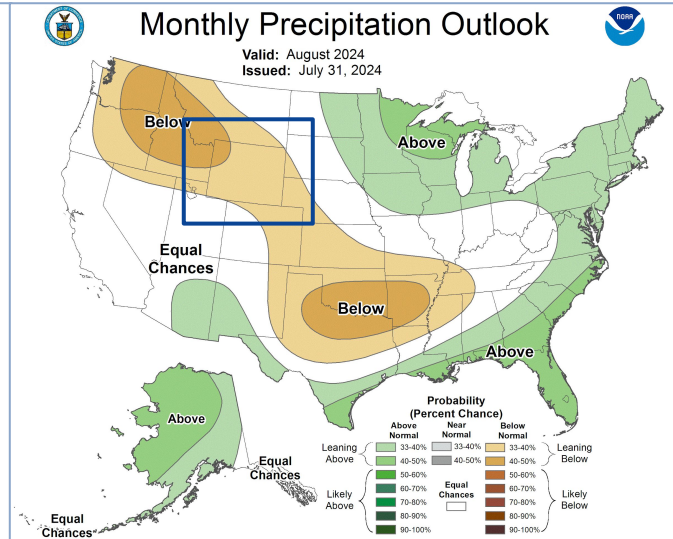 Monthly Precipitation Outlook
NOAA
Valid: August 2024
Issued: July 31, 2024
Below
Above
Equal
Chances
Below
Above
Above
Equal
Chances
Equal
Chances
Probability
(Percent Chance)
Above
Normal
Near
Normal
Below
Normal
Leaning
Above
33-40% 33-40% 33-40%
40-50% 40-50% 40-50%
Leaning
Below
Likely
Above
50-60% 50-60%
60-70% 60-70%
70-80% 70-80%
80-90% 80-90%
90-100% 90-100%
Equal
Chances
Likely
Below